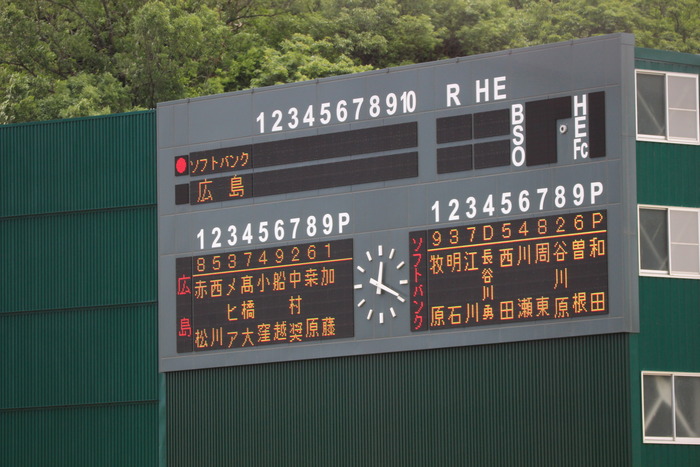 12345678910 R HE
B
S
O
H
E
Fc
ソフトバンク
広島
123456789P
853749261
広島
赤松
西川
メヒア
髙橋大
小窪
船越
中村奨
桒原
加藤
123456789P
937D54826P
ソフトバンク
牧原
明石
江川
長谷川勇
西田
川瀬
周東
谷川原
曽根
和田